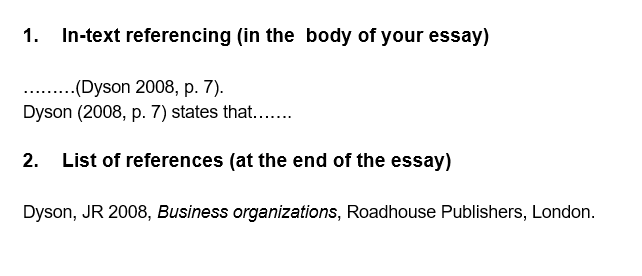 1. In-text referencing (in the body of your essay)
………(Dyson 2008, p. 7).
Dyson (2008, p. 7) states that…….
2. List of references (at the end of the essay)
Dyson, JR 2008, Business organizations, Roadhouse Publishers, London.